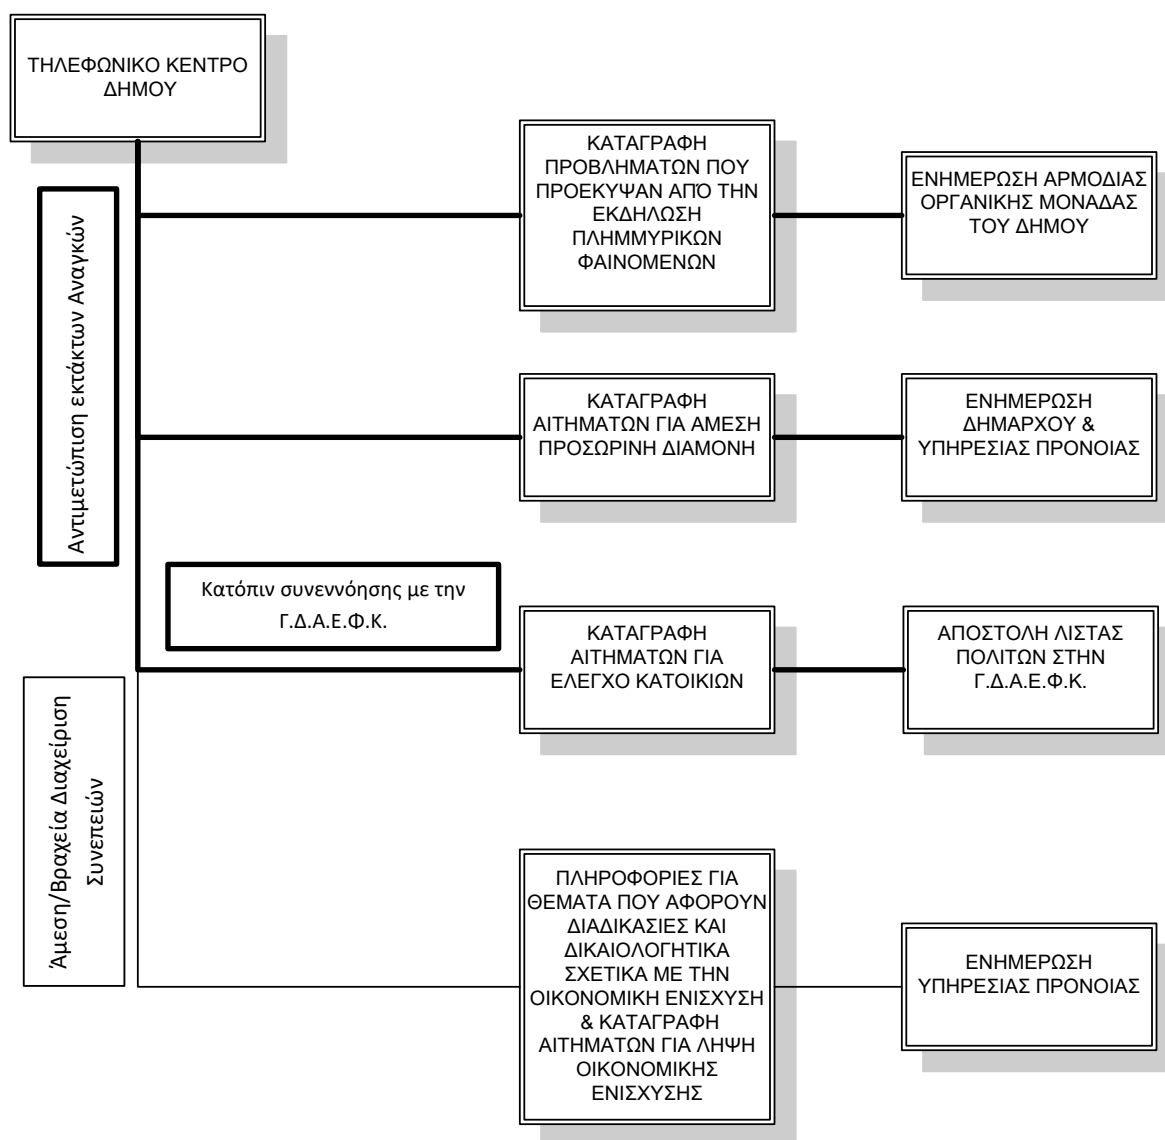 ΤΗΛΕΦΩΝΙΚΟ ΚΕΝΤΡΟ
ΔΗΜΟΥ
ΚΑΤΑΓΡΑΦΗ
ΠΡΟΒΛΗΜΑΤΩΝ ΠΟΥ
ΠΡΟΕΚΥΨΑΝ ΑΠΌ ΤΗΝ
ΕΚΔΗΛΩΣΗ
ΠΛΗΜΜΥΡΙΚΩΝ
ΦΑΙΝΟΜΕΝΩΝ
ΕΝΗΜΕΡΩΣΗ ΑΡΜΟΔΙΑΣ
ΟΡΓΑΝΙΚΗΣ ΜΟΝΑΔΑΣ
ΤΟΥ ΔΗΜΟΥ
Αντιμετώπιση εκτάκτων Αναγκών
ΚΑΤΑΓΡΑΦΗ
ΑΙΤΗΜΑΤΩΝ ΓΙΑ ΑΜΕΣΗ
ΠΡΟΣΩΡΙΝΗ ΔΙΑΜΟΝΗ
ΕΝΗΜΕΡΩΣΗ
ΔΗΜΑΡΧΟΥ &
ΥΠΗΡΕΣΙΑΣ ΠΡΟΝΟΙΑΣ
Κατόπιν συνεννόησης με την
Γ.Δ.Α.Ε.Φ.Κ.
ΚΑΤΑΓΡΑΦΗ
ΑΙΤΗΜΑΤΩΝ ΓΙΑ
ΕΛΕΓΧΟ ΚΑΤΟΙΚΙΩΝ
ΑΠΟΣΤΟΛΗ ΛΙΣΤΑΣ
ΠΟΛΙΤΩΝ ΣΤΗΝ
Γ.Δ.Α.Ε.Φ.Κ.
Άμεση/Βραχεία Διαχείριση
Συνεπειών
ΠΛΗΡΟΦΟΡΙΕΣ ΓΙΑ
ΘΕΜΑΤΑ ΠΟΥ ΑΦΟΡΟΥΝ
ΔΙΑΔΙΚΑΣΙΕΣ ΚΑΙ
ΔΙΚΑΙΟΛΟΓΗΤΙΚΑ
ΣΧΕΤΙΚΑ ΜΕ ΤΗΝ
ΟΙΚΟΝΟΜΙΚΗ ΕΝΙΣΧΥΣΗ
& ΚΑΤΑΓΡΑΦΗ
ΑΙΤΗΜΑΤΩΝ ΓΙΑ ΛΗΨΗ
ΟΙΚΟΝΟΜΙΚΗΣ
ΕΝΙΣΧΥΣΗΣ
ΕΝΗΜΕΡΩΣΗ
ΥΠΗΡΕΣΙΑΣ ΠΡΟΝΟΙΑΣ